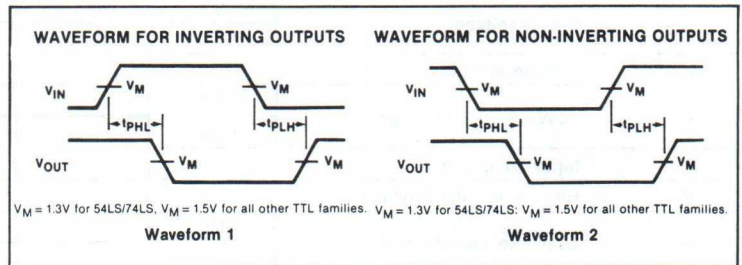 WAVEFORM FOR INVERTING OUTPUTS
VIN
VM
VM
tPHL
tPLH
VOUT
VM
VM
VM = 1.3V for 54LS/74LS, VM = 1.5V for all other TTL families.
Waveform 1
WAVEFORM FOR NON-INVERTING OUTPUTS
VIN
VM
VM
tPHL
tPLH
VOUT
VM
VM
VM = 1.3V for 54LS/74LS: VM = 1.5V for all other TTL families.
Waveform 2